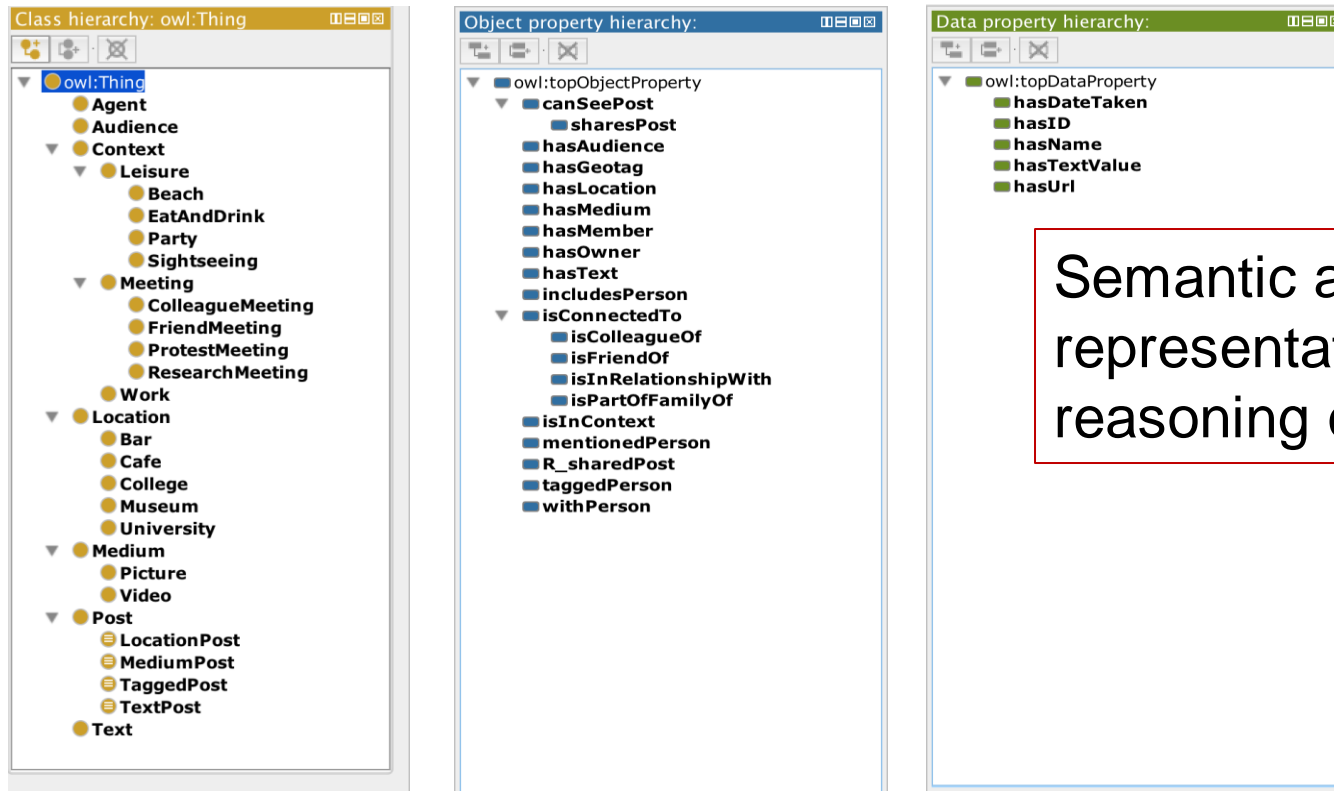 Class hierarchy: owl:Thing
owl:Thing
Agent
Audience
Context
Leisure
Beach
EatAndDrink
Party
Sightseeing
Meeting
ColleagueMeeting
FriendMeeting
ProtestMeeting
ResearchMeeting
Work
Location
Bar
Cafe
College
Museum
University
Medium
Picture
Video
Post
LocationPost
MediumPost
TaggedPost
TextPost
Text
Object property hierarchy:
owl:topObjectProperty
canSeePost
sharesPost
hasAudience
hasGeotag
hasLocation
hasMedium
hasMember
hasOwner
hasText
includesPerson
isConnectedTo
isColleagueOf
isFriendOf
isInRelationshipWith
isPartOfFamilyOf
isInContext
mentionedPerson
R_sharedPost
taggedPerson
withPerson
Data property hierarchy:
owl:topDataProperty
hasDateTaken
hasID
hasName
hasTextValue
hasUrl
Semantic
reasoning